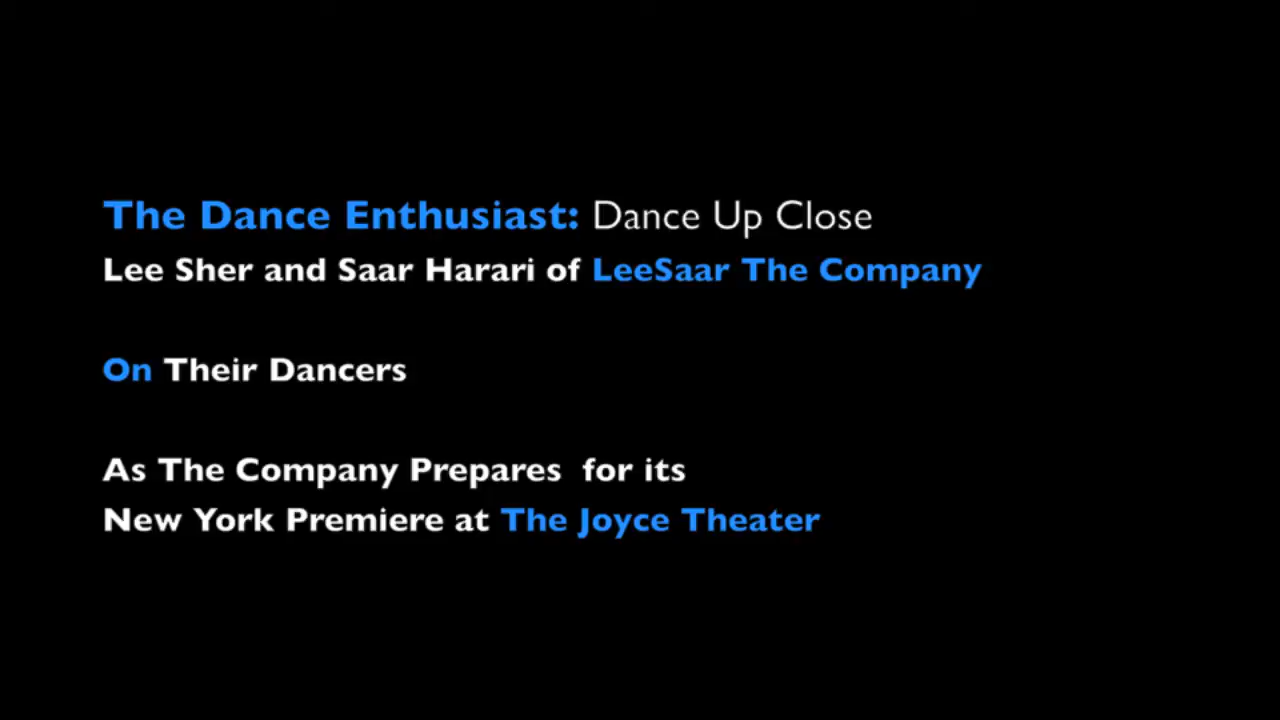 The Dance Enthusiast: Dance Up Close
Lee Sher and Saar Harari of LeeSaar The Company
On Their Dancers
As The Company Prepares  for its
New York Premiere at The Joyce Theater